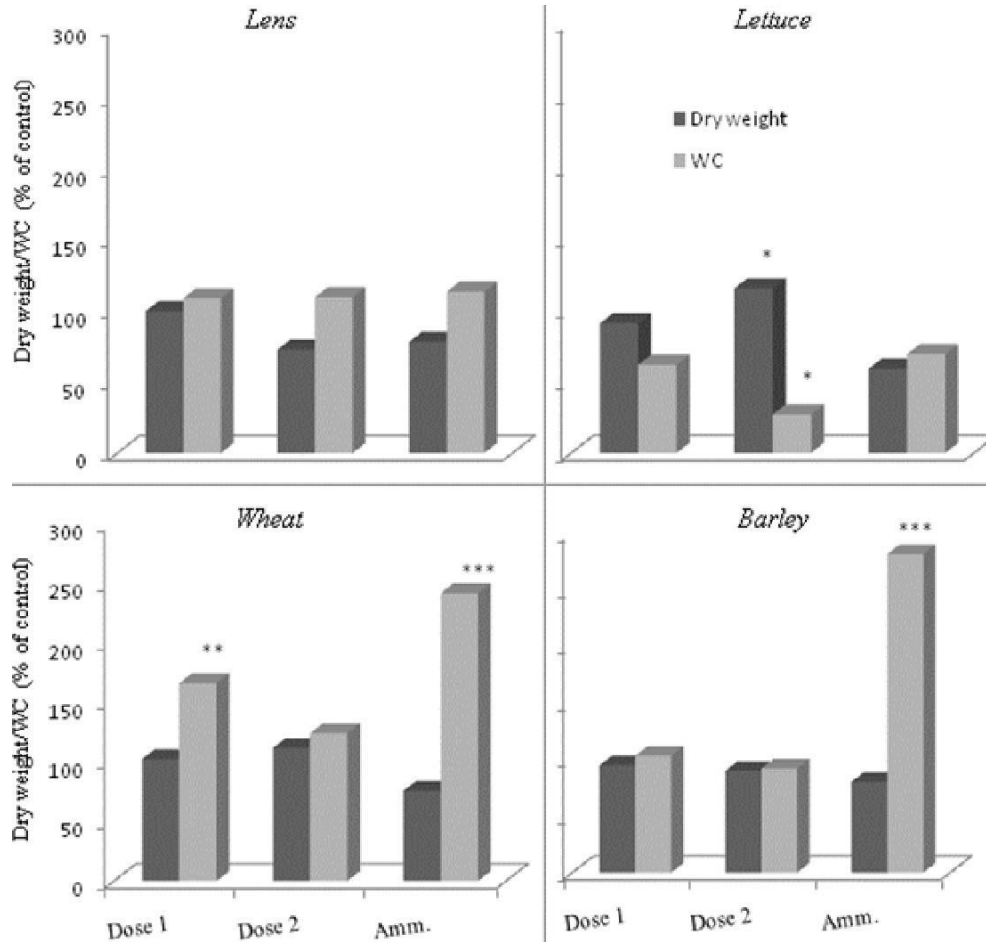 Lens
Lettuce
Dry weight/WC (% of control)
300
250
200
150
100
50
0
Dry weight
WC
*
*
Wheat
Barley
Dry weight/WC (% of control)
300
250
200
150
100
50
0
**
***
***
Dose 1
Dose 2
Amm.
Dose 1
Dose 2
Amm.